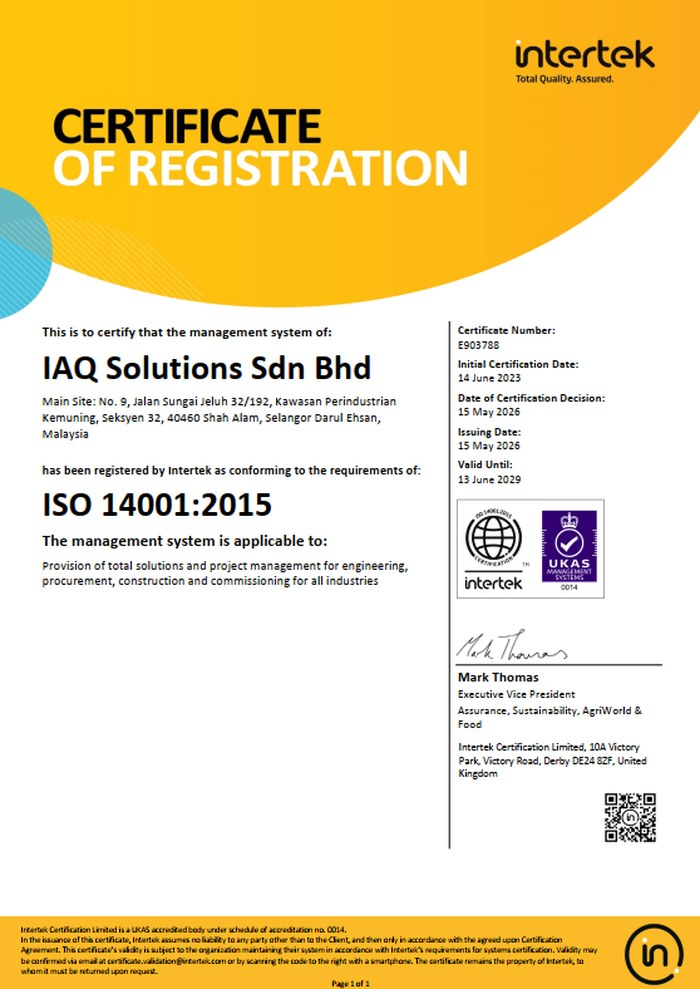 intertek
Total Quality. Assured.
CERTIFICATE
OF REGISTRATION
This is to certify that the management system of:
IAQ Solutions Sdn Bhd
Main Site: No. 9, Jalan Sungai Jeluh 32/192, Kawasan Perindustrian
Kemuning, Seksyen 32, 40460 Shah Alam, Selangor Darul Ehsan,
Malaysia
has been registered by Intertek as conforming to the requirements of:
ISO 14001:2015
The management system is applicable to:
Provision of total solutions and project management for engineering,
procurement, construction and commissioning for all industries
Certificate Number:
E903788
Initial Certification Date:
14 June 2023
Date of Certification Decision:
15 May 2026
Issuing Date:
15 May 2026
Valid Until:
13 June 2029
ISO 14001:2015
CERTIFICATION
TM
intertek
UKAS
MANAGEMENT
SYSTEMS
0014
Mark Thomas
Mark Thomas
Executive Vice President
Assurance, Sustainability, AgriWorld &
Food
Intertek Certification Limited, 10A Victory
Park, Victory Road, Derby DE24 8ZF, United
Kingdom
in
Intertek Certification Limited is a UKAS accredited body under schedule of accreditation no. 0014.
In the issuance of this certificate, Intertek assumes no liability to any party other than to the Client, and then only in accordance with the agreed upon Certification
Agreement. This certificate's validity is subject to the organization maintaining their system in accordance with Intertek's requirements for systems certification. Validity may
be confirmed via email at certificate.validation@intertek.com or by scanning the code to the right with a smartphone. The certificate remains the property of Intertek, to
whom it must be returned upon request.
in
Page 1 of 1